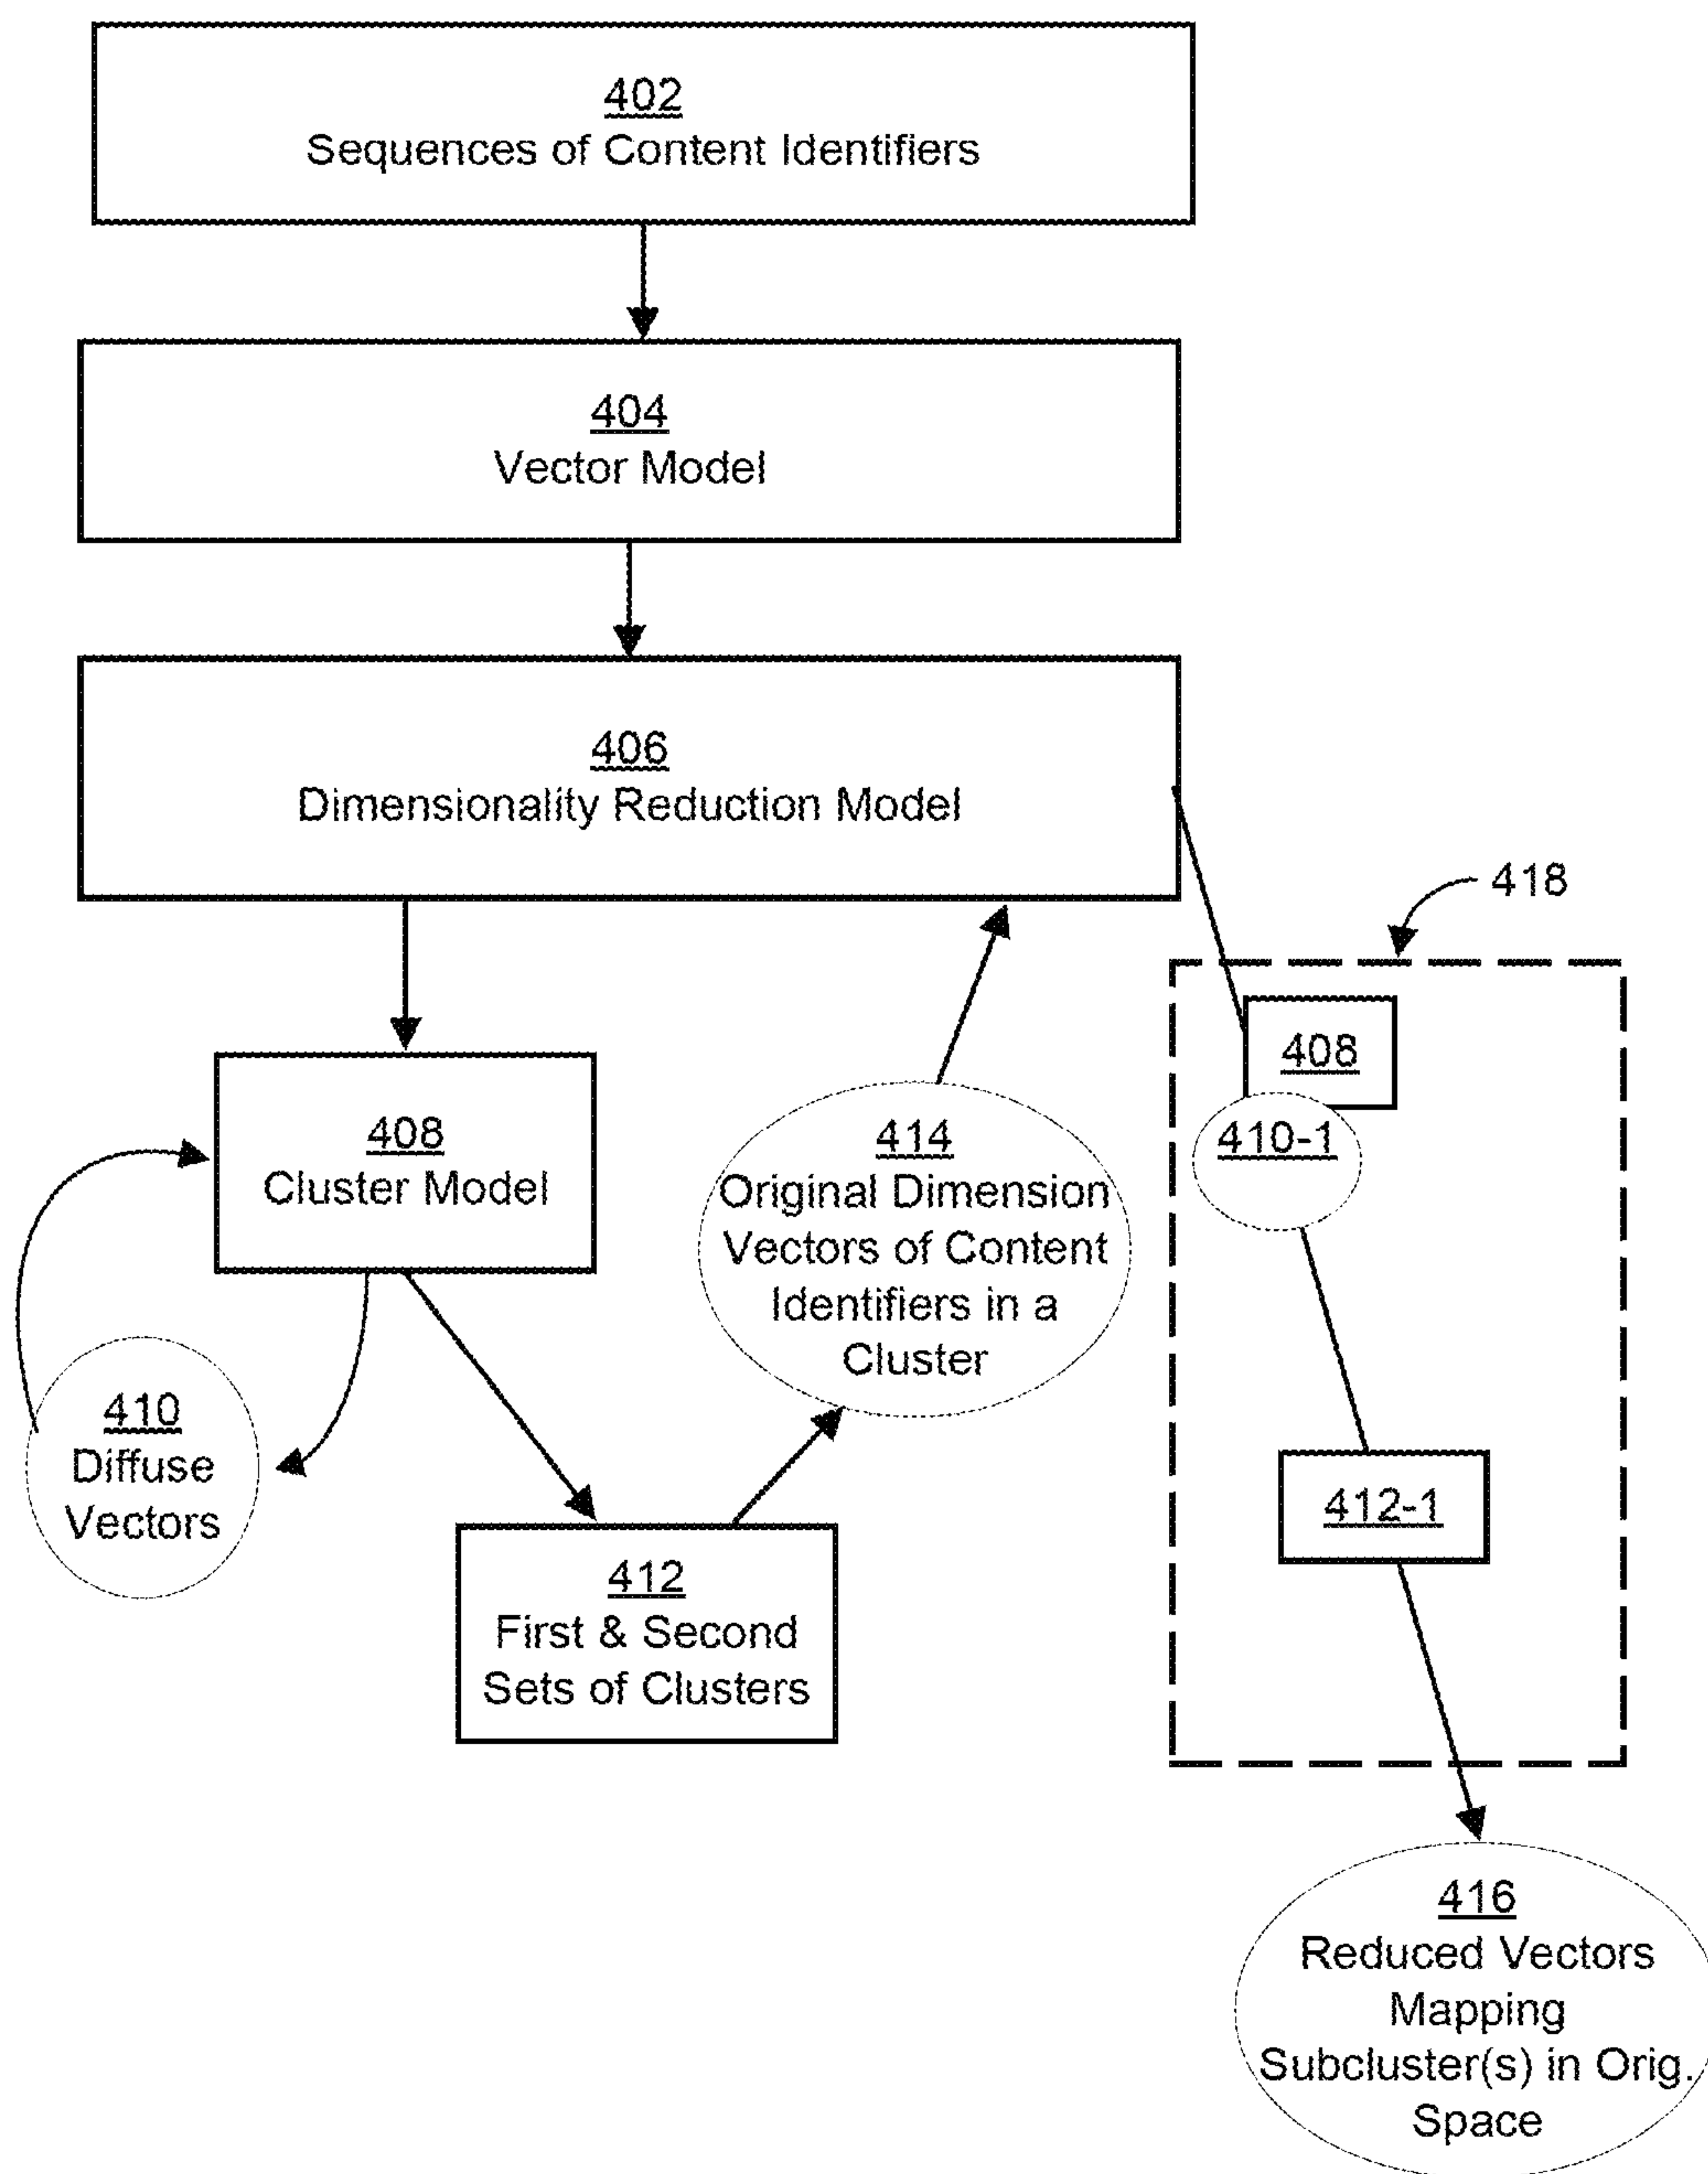 402
Sequences of Content Identifiers
404
Vector Model
406
Dimensionality Reduction Model
418
408
Cluster Model
414
Original Dimension
Vectors of Content
Identifiers in a
Cluster
408
410-1
410
Diffuse
Vectors
412
First & Second
Sets of Clusters
412-1
416
Reduced Vectors
Mapping
Subcluster(s) in Orig.
Space